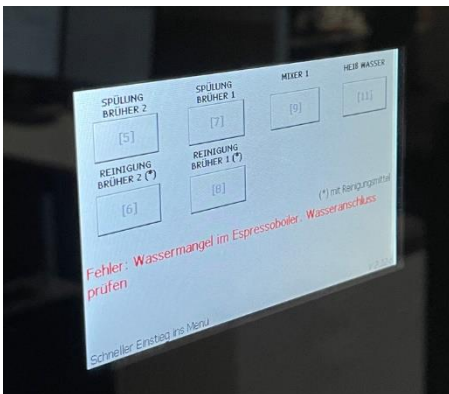 SPÜLUNG
BRÜHER 2
[5]
SPÜLUNG
BRÜHER 1
[7]
MIXER 1
[9]
HEIß WASSER
[11]
REINIGUNG
BRÜHER 2 (*)
[6]
REINIGUNG
BRÜHER 1 (*)
[8]
(*) mit Reinigungsmittel
Fehler: Wassermangel im Espressoboiler. Wasseranschluss
prüfen
Schneller Einstieg ins Menü